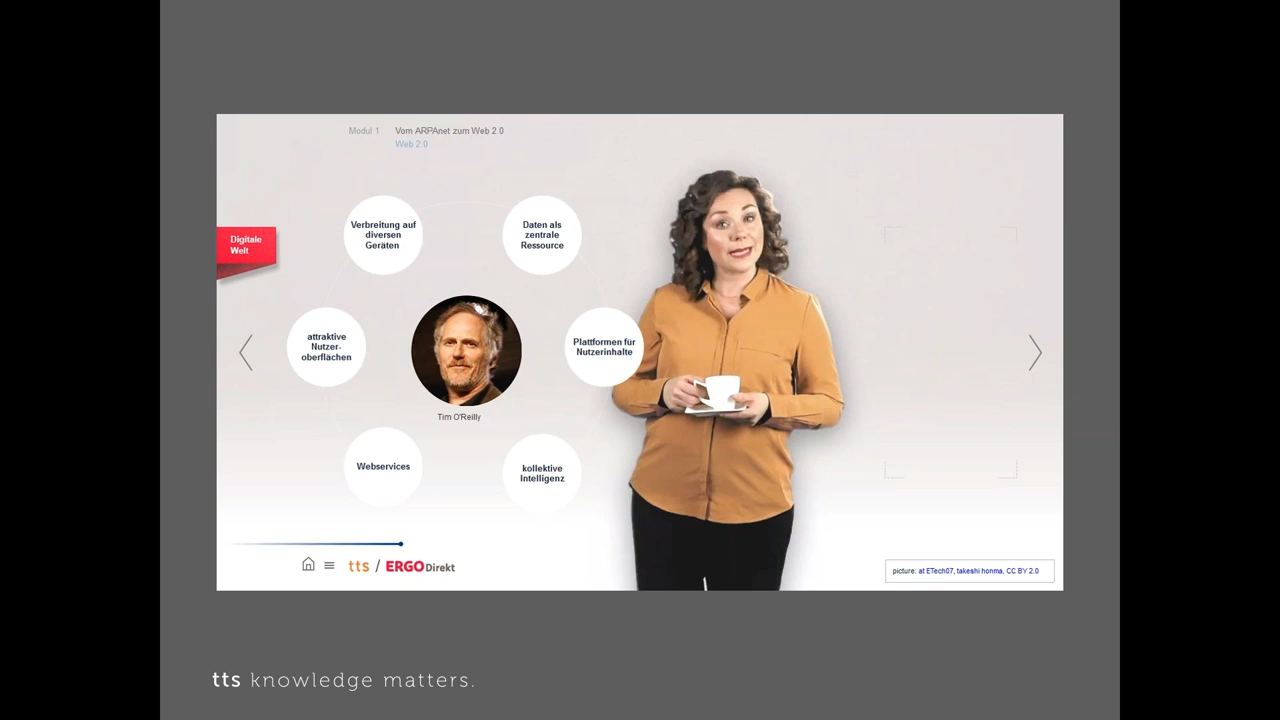 Modul 1 Vom ARPAnet zum Web 2.0
Web 2.0
Verbreitung auf
diversen
Geräten
Daten als
zentrale
Ressource
Digitale
Welt
attraktive
Nutzer-
oberflächen
Plattformen für
Nutzerinhalte
Tim O'Reilly
Webservices
kollektive
Intelligenz
tts / ERGO Direkt
picture: at ETech07, takeshi honma, CC BY 2.0
tts knowledge matters.